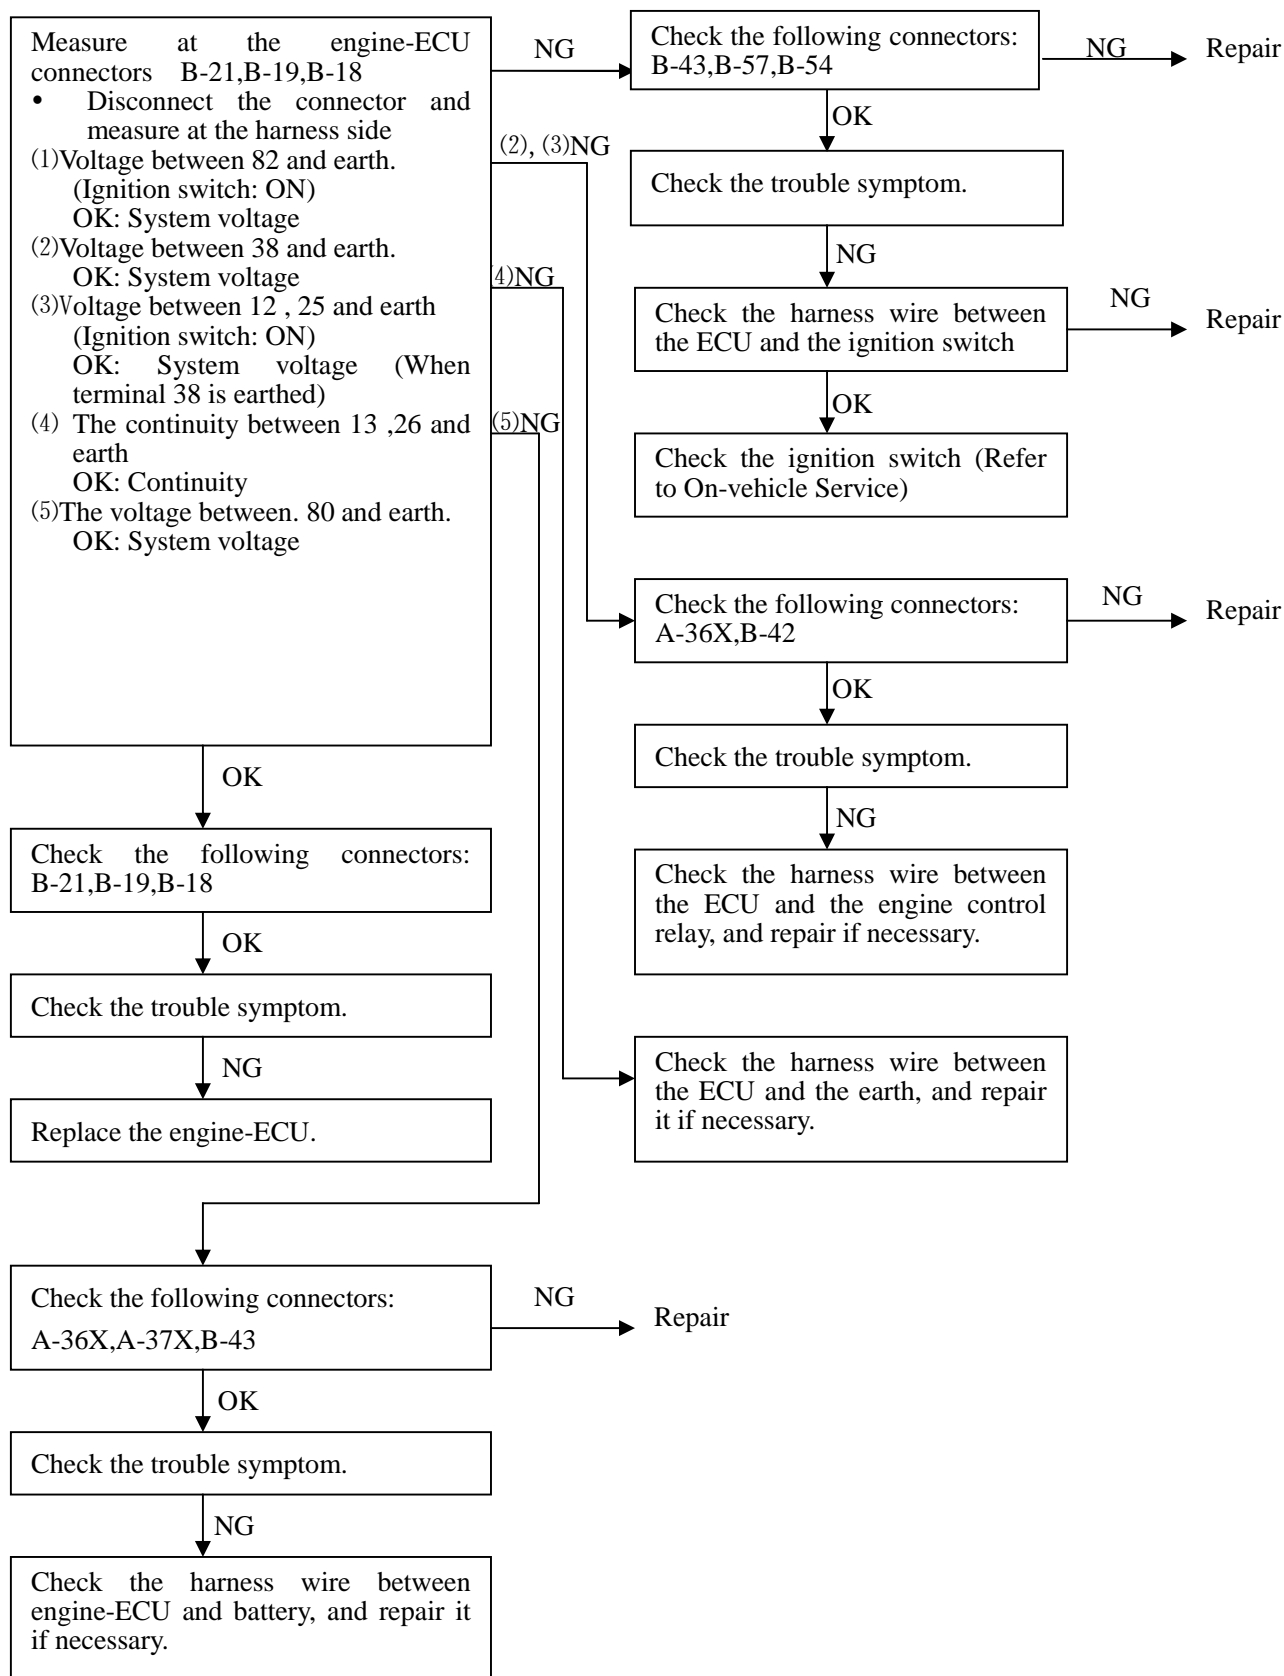 Measure at the engine-ECU
connectors B-21,B-19,B-18
• Disconnect the connector and
measure at the harness side
(1)Voltage between 82 and earth.
(Ignition switch: ON)
OK: System voltage
(2)Voltage between 38 and earth.
OK: System voltage
(3)Voltage between 12 , 25 and earth
(Ignition switch: ON)
OK: System voltage (When
terminal 38 is earthed)
(4) The continuity between 13 ,26 and
earth
OK: Continuity
(5)The voltage between. 80 and earth.
OK: System voltage
NG
Check the following connectors:
B-43,B-57,B-54
NG
Repair
OK
Check the trouble symptom.
NG
Check the harness wire between
the ECU and the ignition switch
NG
Repair
OK
Check the ignition switch (Refer
to On-vehicle Service)
(2), (3)NG
Check the following connectors:
A-36X,B-42
NG
Repair
OK
Check the trouble symptom.
NG
Check the harness wire between
the ECU and the engine control
relay, and repair if necessary.
(4)NG
Check the harness wire between
the ECU and the earth, and repair
it if necessary.
(5)NG
OK
Check the following connectors:
B-21,B-19,B-18
OK
Check the trouble symptom.
NG
Replace the engine-ECU.
Check the following connectors:
A-36X,A-37X,B-43
NG
Repair
OK
Check the trouble symptom.
NG
Check the harness wire between
engine-ECU and battery, and repair it
if necessary.